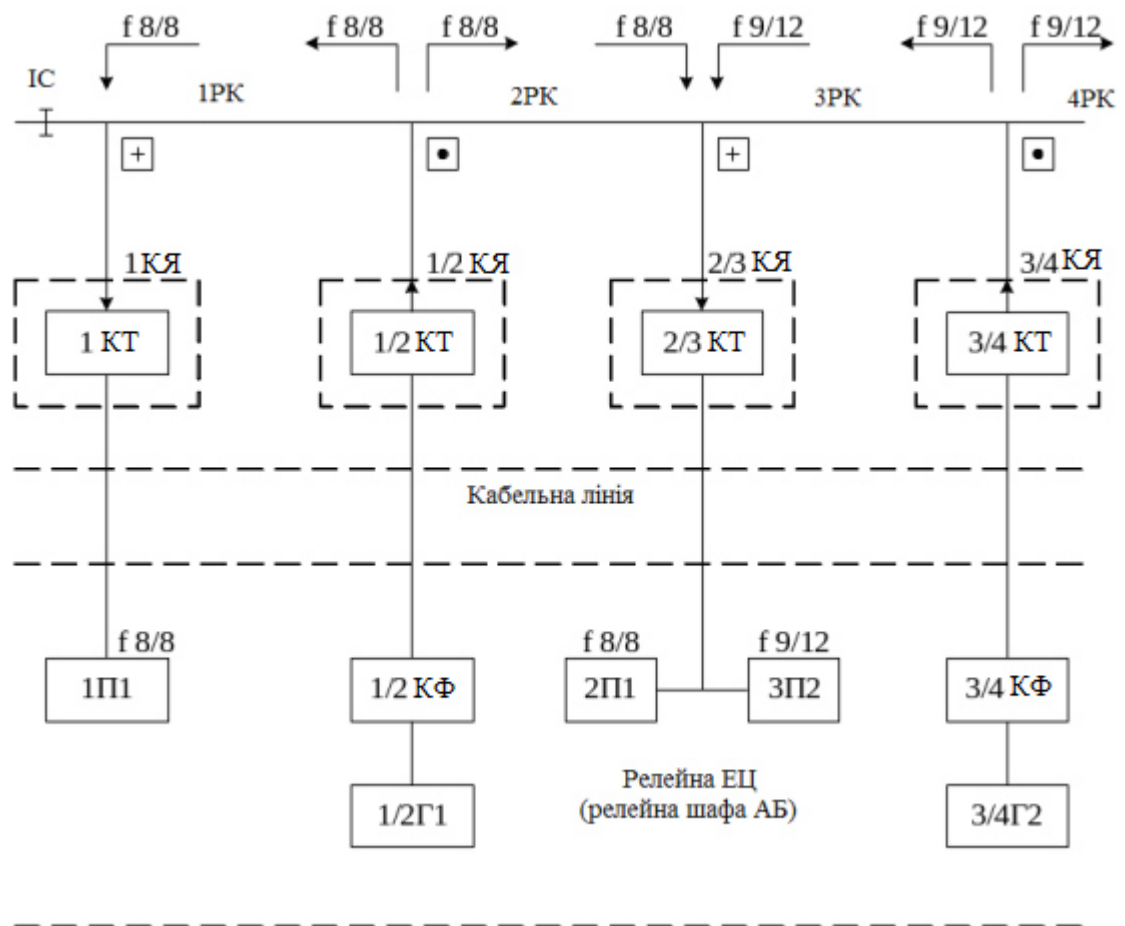 f 8/8 f 8/8 f 8/8 f 8/8 f 9/12 f 9/12 f 9/12
ІС 1РК 2РК 3РК 4РК
1 КЯ 1/2 КЯ 2/3 КЯ 3/4 КЯ
1 КТ 1/2 КТ 2/3 КТ 3/4 КТ
Кабельна лінія
f 8/8 f 8/8 f 9/12
1П1 1/2 КФ 2П1 3П2 3/4 КФ
Релейна ЕЦ
(релейна шафа АБ)
1/2Г1 3/4Г2